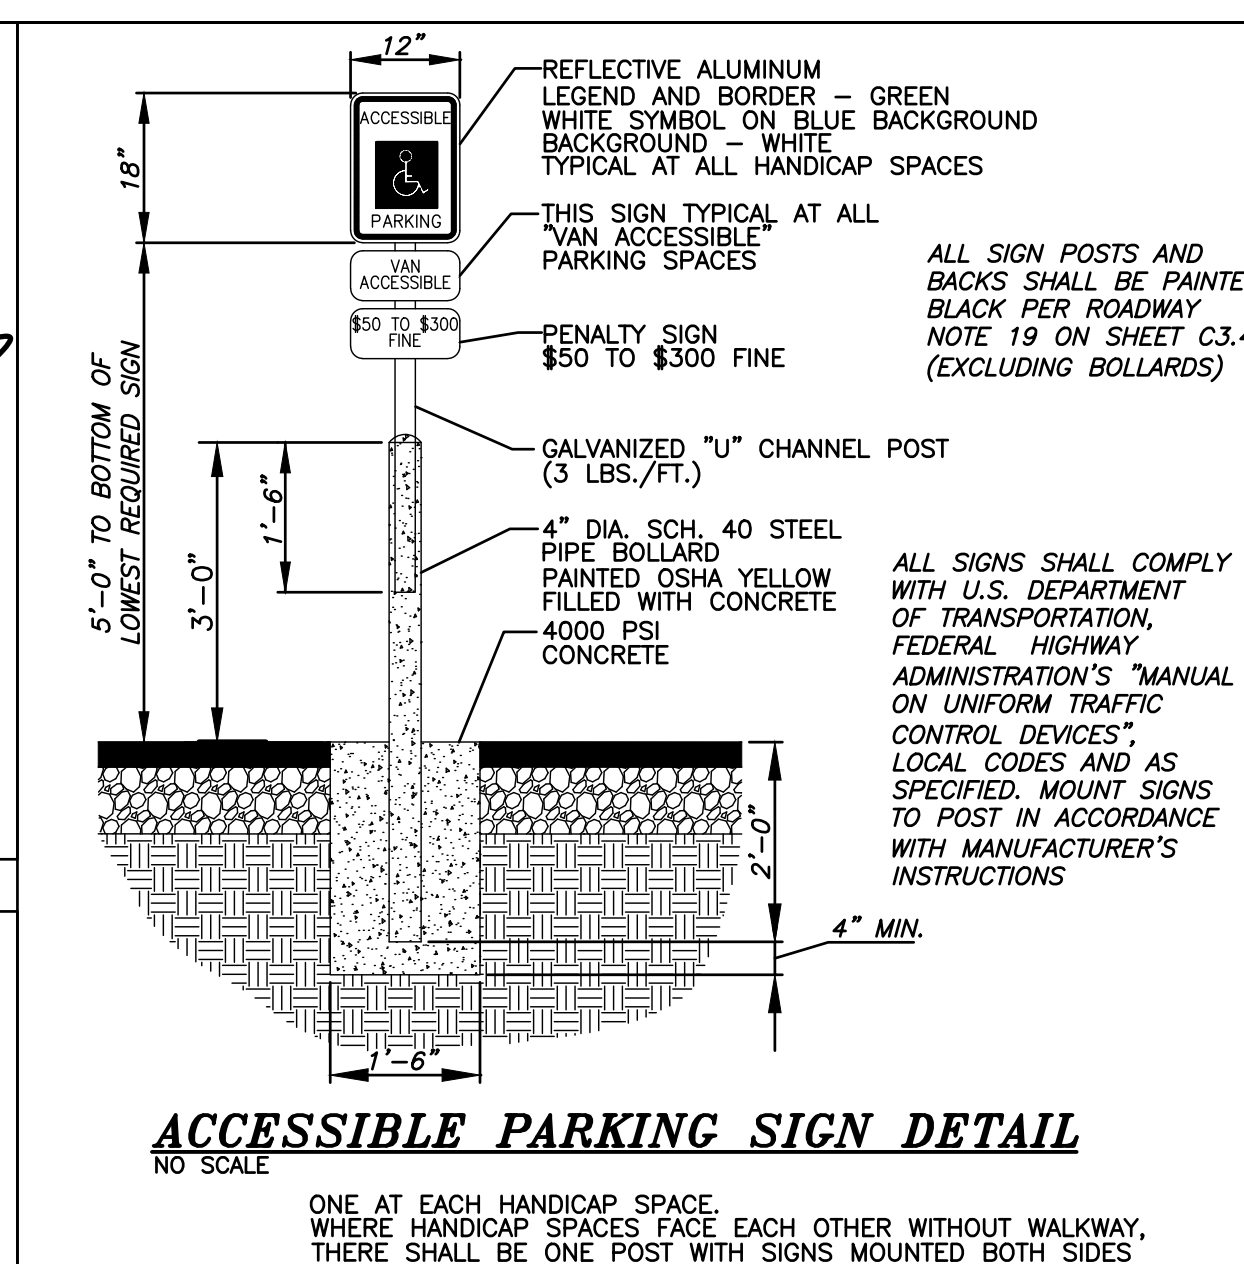 12"
18"
ACCESSIBLE
PARKING
VAN
ACCESSIBLE
$50 TO $300
FINE
REFLECTIVE ALUMINUM
LEGEND AND BORDER – GREEN
WHITE SYMBOL ON BLUE BACKGROUND
BACKGROUND – WHITE
TYPICAL AT ALL HANDICAP SPACES
THIS SIGN TYPICAL AT ALL
"VAN ACCESSIBLE"
PARKING SPACES
PENALTY SIGN
$50 TO $300 FINE
GALVANIZED "U" CHANNEL POST
(3 LBS./FT.)
4" DIA. SCH. 40 STEEL
PIPE BOLLARD
PAINTED OSHA YELLOW
FILLED WITH CONCRETE
4000 PSI
CONCRETE
ALL SIGN POSTS AND
BACKS SHALL BE PAINTE
BLACK PER ROADWAY
NOTE 19 ON SHEET C3.4
(EXCLUDING BOLLARDS)
ALL SIGNS SHALL COMPLY
WITH U.S. DEPARTMENT
OF TRANSPORTATION,
FEDERAL HIGHWAY
ADMINISTRATION'S "MANUAL
ON UNIFORM TRAFFIC
CONTROL DEVICES",
LOCAL CODES AND AS
SPECIFIED. MOUNT SIGNS
TO POST IN ACCORDANCE
WITH MANUFACTURER'S
INSTRUCTIONS
5'-0" TO BOTTOM OF
LOWEST REQUIRED SIGN
3'-0"
1'-6"
2'-0"
4" MIN.
1'-6"
ACCESSIBLE PARKING SIGN DETAIL
NO SCALE
ONE AT EACH HANDICAP SPACE.
WHERE HANDICAP SPACES FACE EACH OTHER WITHOUT WALKWAY,
THERE SHALL BE ONE POST WITH SIGNS MOUNTED BOTH SIDES